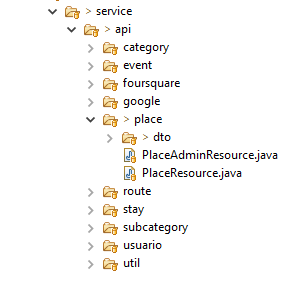 > service
> api
category
event
foursquare
google
> place
> dto
PlaceAdminResource.java
PlaceResource.java
route
stay
subcategory
usuario
util